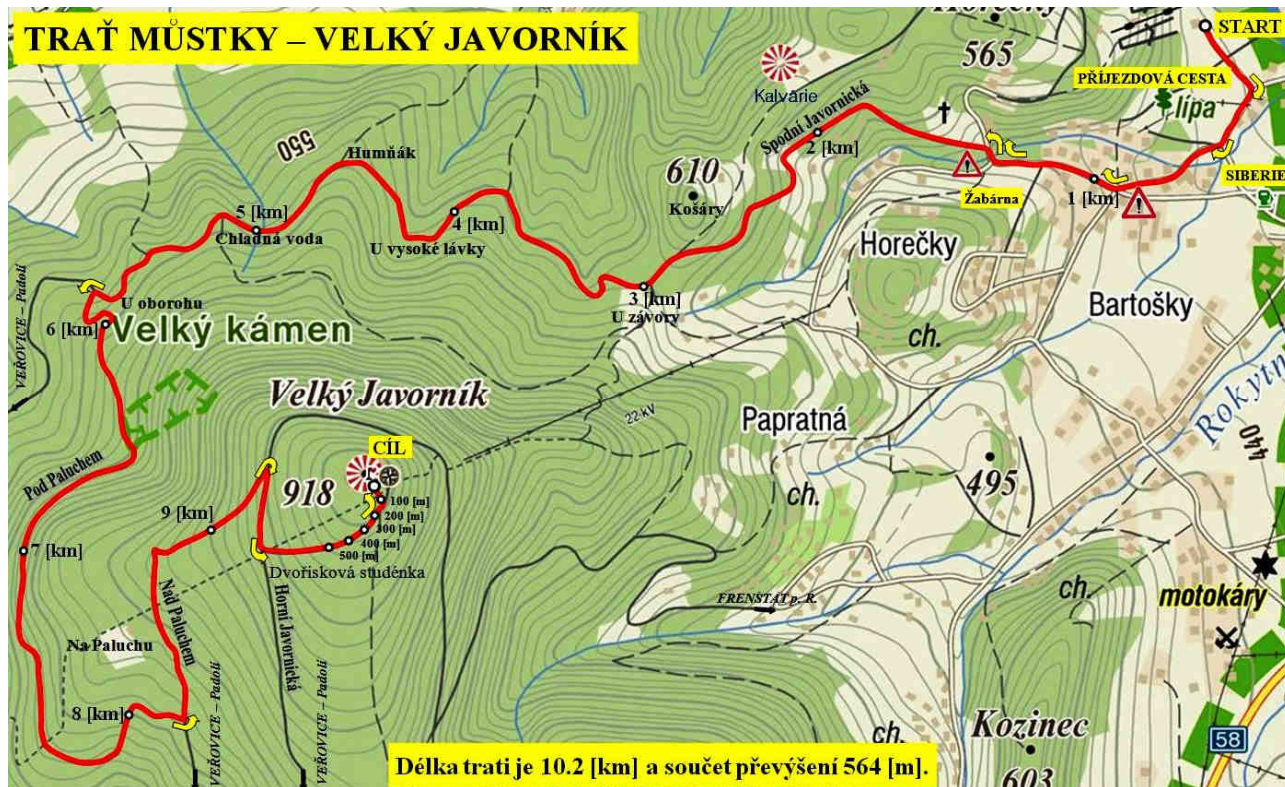 TRAŤ MŮSTKY – VELKÝ JAVORNÍK
Horečky
565
START
PŘÍJEZDOVÁ CESTA
lípa
Kalvárie
Spodní Javornická
2 [km]
Žabárna
1 [km]
SIBERIE
550
Humňák
610
Košáry
5 [km]
Chladná voda
4 [km]
U vysoké lávky
3 [km]
U závory
Horečky
Bartošky
ch.
VEŘOVICE – Padolí
U oborohu
6 [km]
Velký kámen
Rokytn
440
22 kV
Velký Javorník
CÍL
918
Papratná
ch.
495
Pod Paluchem
9 [km]
100 [m]
200 [m]
300 [m]
400 [m]
500 [m]
7 [km]
Dvořisková studénka
Nad Paluchem
Horní Javornická
FRENŠTÁT p. R.
ch.
motokáry
Na Paluchu
8 [km]
VEŘOVICE – Padolí
VEŘOVICE – Padolí
ch.
Kozinec
603
58
Délka trati je 10.2 [km] a součet převýšení 564 [m].